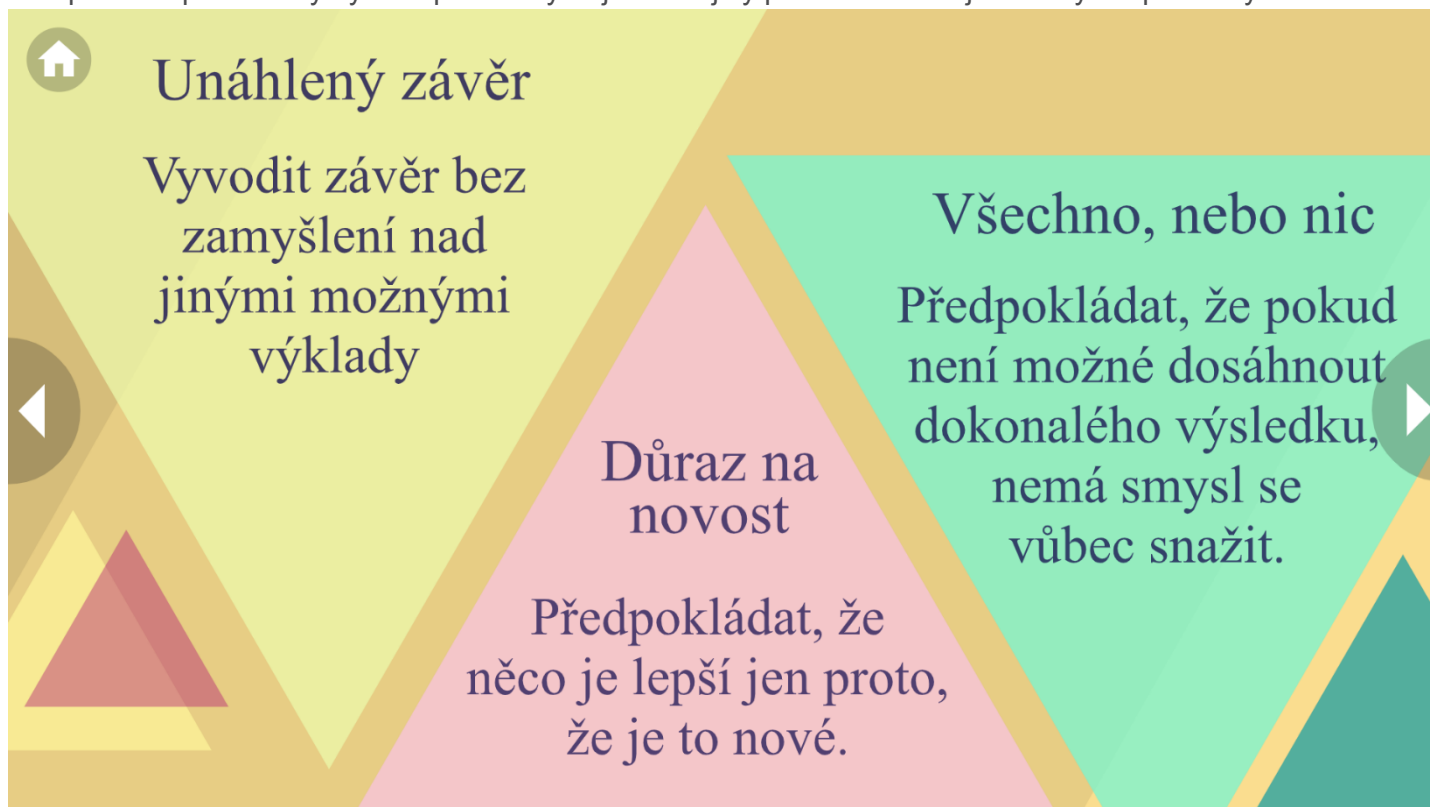 Unáhlený závěr
Vyvodit závěr bez
zamyšlení nad
jinými možnými
výklady
Důraz na
novost
Předpokládat, že
něco je lepší jen proto,
že je to nové.
Všechno, nebo nic
Předpokládat, že pokud
není možné dosáhnout
dokonalého výsledku,
nemá smysl se
vůbec snažit.